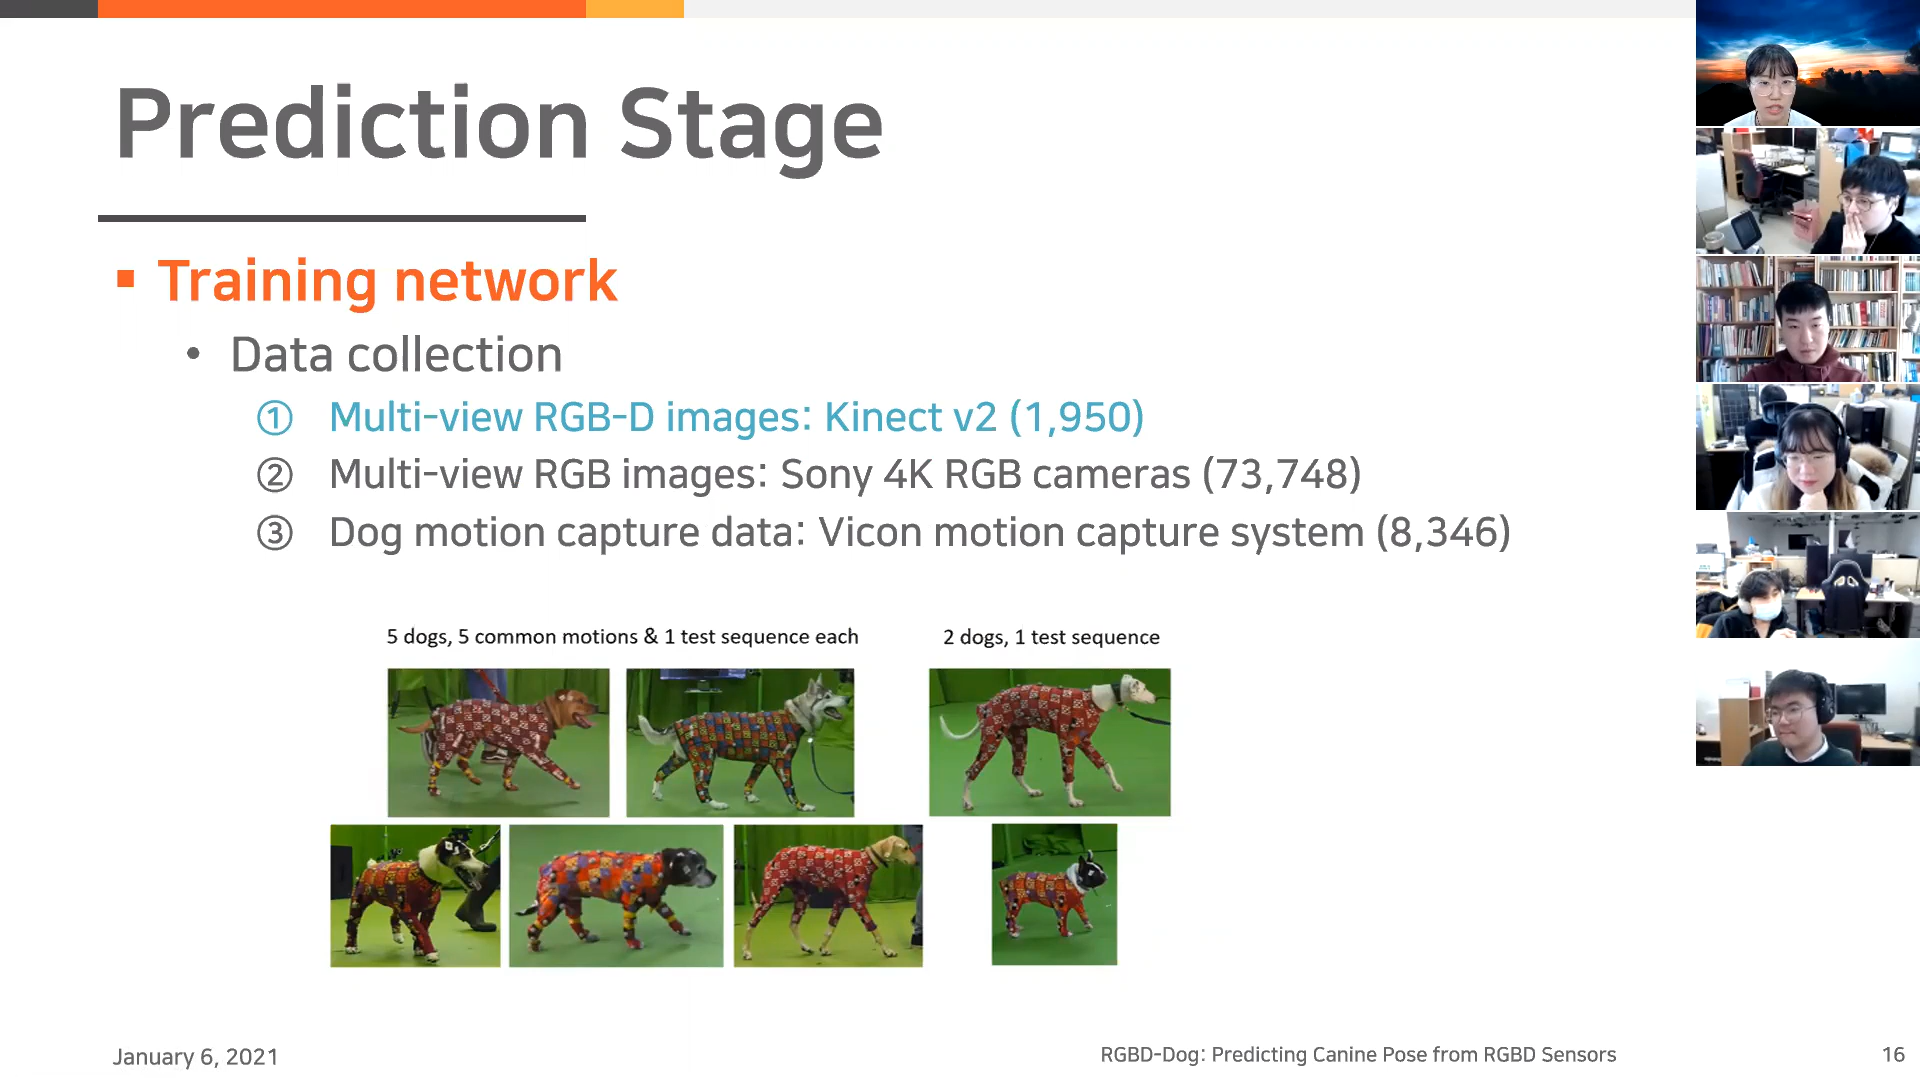 Prediction Stage
▪ Training network
• Data collection
① Multi-view RGB-D images: Kinect v2 (1,950)
② Multi-view RGB images: Sony 4K RGB cameras (73,748)
③ Dog motion capture data: Vicon motion capture system (8,346)
5 dogs, 5 common motions & 1 test sequence each
2 dogs, 1 test sequence
January 6, 2021
RGBD-Dog: Predicting Canine Pose from RGBD Sensors
16